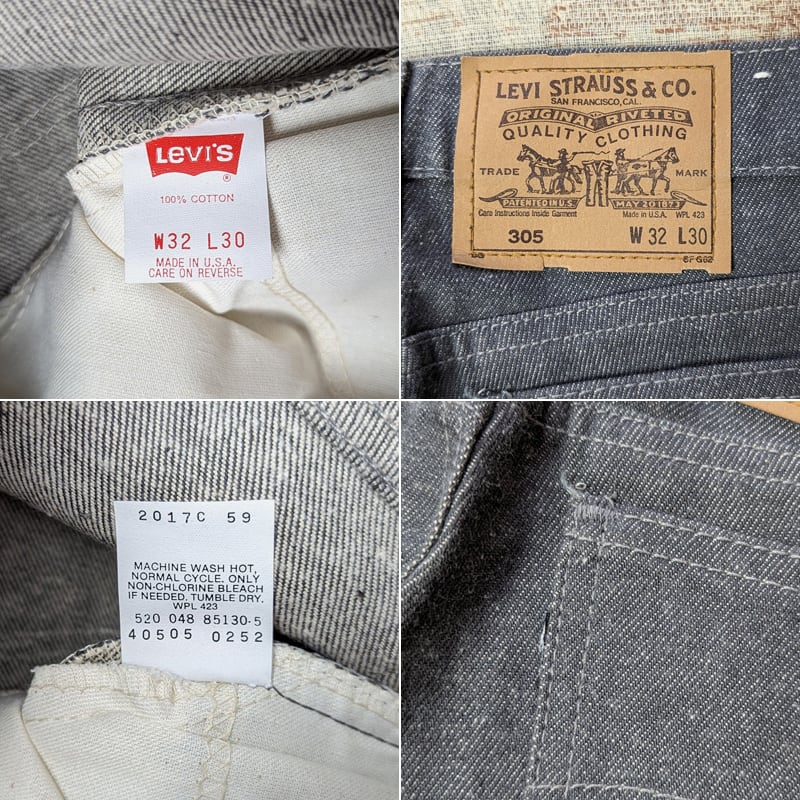 LEVI'S
®
100% COTTON
W32 L30
MADE IN U.S.A.
CARE ON REVERSE
LEVI STRAUSS & CO.
SAN FRANCISCO, CAL.
ORIGINAL RIVETED
QUALITY CLOTHING
TRADE MARK
PATENTED IN U.S. MAY 20 1873
Care Instructions Inside Garment Made in U.S.A. WPL 423
305 W 32 L30
2017C 59
MACHINE WASH HOT,
NORMAL CYCLE. ONLY
NON-CHLORINE BLEACH
IF NEEDED. TUMBLE DRY.
WPL 423
520 048 85130-5
40505 0252